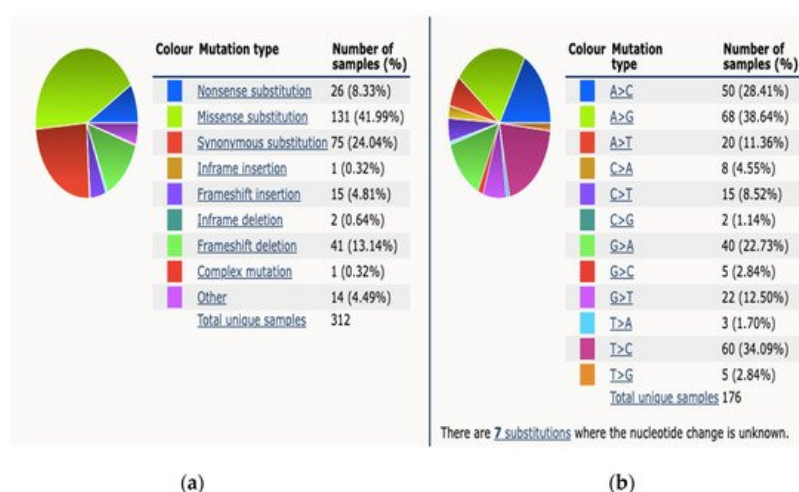 Colour Mutation type Number of samples (%)
Nonsense substitution 26 (8.33%)
Missense substitution 131 (41.99%)
Synonymous substitution 75 (24.04%)
Inframe insertion 1 (0.32%)
Frameshift insertion 15 (4.81%)
Inframe deletion 2 (0.64%)
Frameshift deletion 41 (13.14%)
Complex mutation 1 (0.32%)
Other 14 (4.49%)
Total unique samples 312
(a)
Colour Mutation type Number of samples (%)
A>C 50 (28.41%)
A>G 68 (38.64%)
A>T 20 (11.36%)
C>A 8 (4.55%)
C>T 15 (8.52%)
C>G 2 (1.14%)
G>A 40 (22.73%)
G>C 5 (2.84%)
G>T 22 (12.50%)
T>A 3 (1.70%)
T>C 60 (34.09%)
T>G 5 (2.84%)
Total unique samples 176
There are 7 substitutions where the nucleotide change is unknown.
(b)